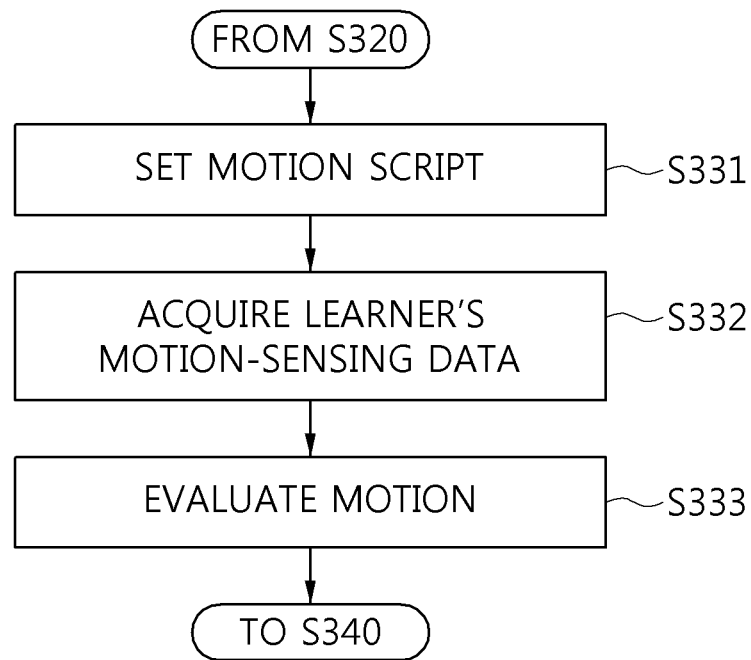 FROM S320
SET MOTION SCRIPT
S331
ACQUIRE LEARNER'S
MOTION-SENSING DATA
S332
EVALUATE MOTION
S333
TO S340